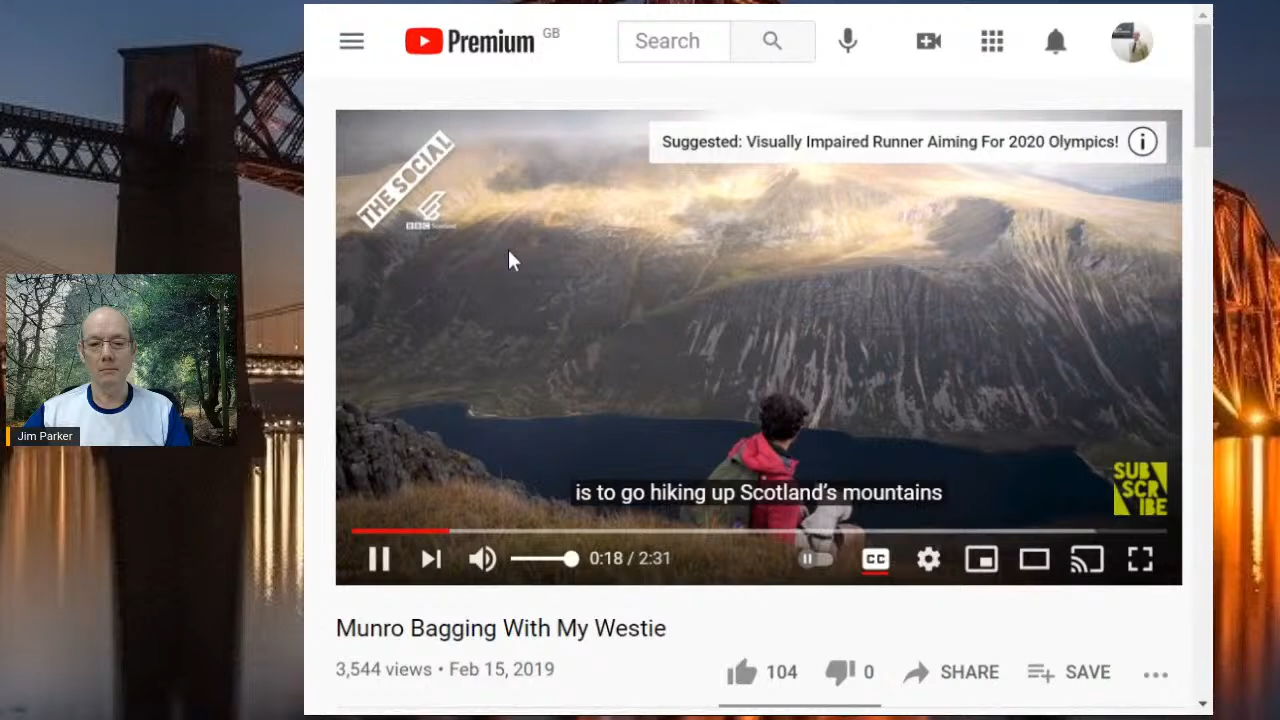 Premium GB
Search
Suggested: Visually Impaired Runner Aiming For 2020 Olympics!
THE SOCIAL
BBC Scotland
Jim Parker
SUB
SCR
IBE
is to go hiking up Scotland's mountains
0:18 / 2:31
CC
Munro Bagging With My Westie
3,544 views • Feb 15, 2019
104
0
SHARE
SAVE